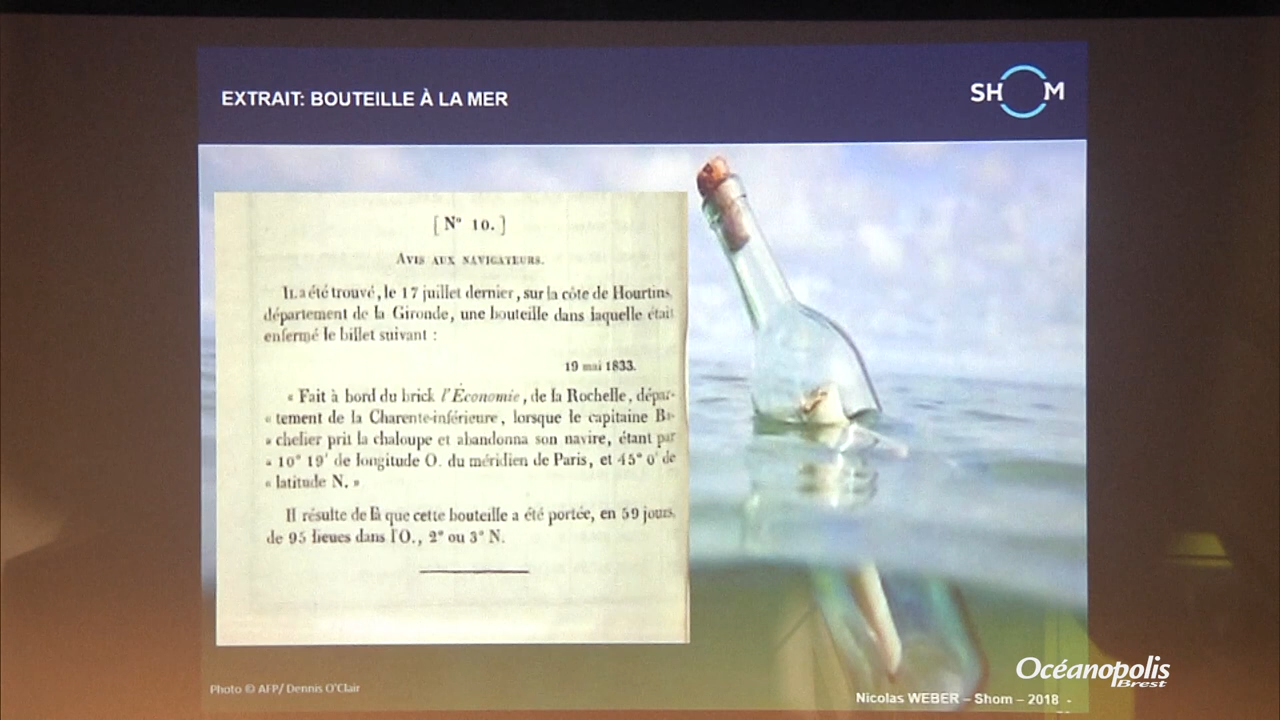 EXTRAIT: BOUTEILLE À LA MER
SHOM
[ N° 10. ]
AVIS AUX NAVIGATEURS.
IL a été trouvé, le 17 juillet dernier, sur la côte de Hourtins,
département de la Gironde, une bouteille dans laquelle était
enfermé le billet suivant :
19 mai 1833.
« Fait à bord du brick l'Économie, de la Rochelle, dépar-
« tement de la Charente-inférieure, lorsque le capitaine
» chelier prit la chaloupe et abandonna son navire, étant par
« 10° 19' de longitude O. du méridien de Paris, et 45° 0' de
« latitude N. »
Il résulte de là que cette bouteille a été portée, en 59 jours,
de 95 lieues dans l'O., 2° ou 3° N.
Photo © AFP/ Dennis O'Clair
Océanopolis
Brest
Nicolas WEBER – Shom – 2018 -